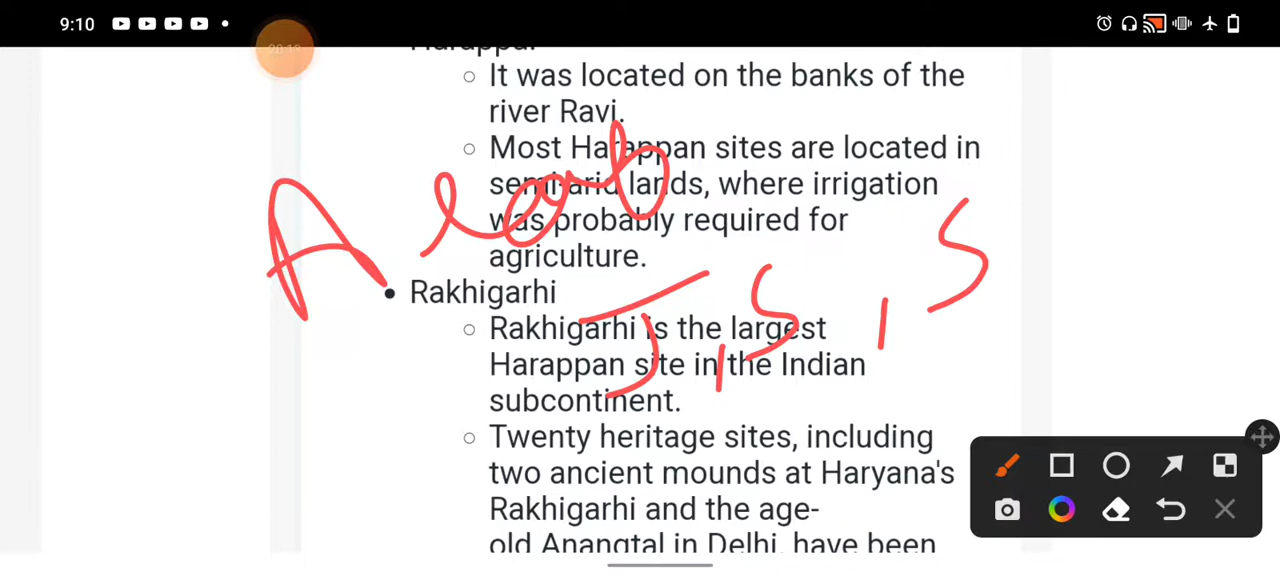 9:10
Harappa:
It was located on the banks of the
river Ravi.
Most Harappan sites are located in
semi-arid lands, where irrigation
was probably required for
agriculture.
Rakhigarhi
Rakhigarhi is the largest
Harappan site in the Indian
subcontinent.
Twenty heritage sites, including
two ancient mounds at Haryana's
Rakhigarhi and the age-
old Anangtal in Delhi, have been
A
J, S, S